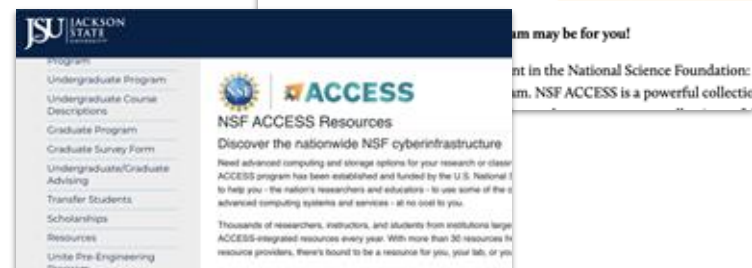 JSU JACKSON
STATE
UNIVERSITY
Program
Undergraduate Program
Undergraduate Course
Descriptions
Graduate Program
Graduate Survey Form
Undergraduate/Graduate
Advising
Transfer Students
Scholarships
Resources
Unite Pre-Engineering
Program
NSF
ACCESS
NSF ACCESS Resources
Discover the nationwide NSF cyberinfrastructure
Need advanced computing and storage options for your research or classr
ACCESS program has been established and funded by the U.S. National S
to help you - the nation's researchers and educators - to use some of the
advanced computing systems and services - at no cost to you.
Thousands of researchers, instructors, and students from institutions large
ACCESS-integrated resources every year. With more than 30 resources
resource providers, there's bound to be a resource for you, your lab, or you
am may be for you!
nt in the National Science Foundation:
am. NSF ACCESS is a powerful collectio